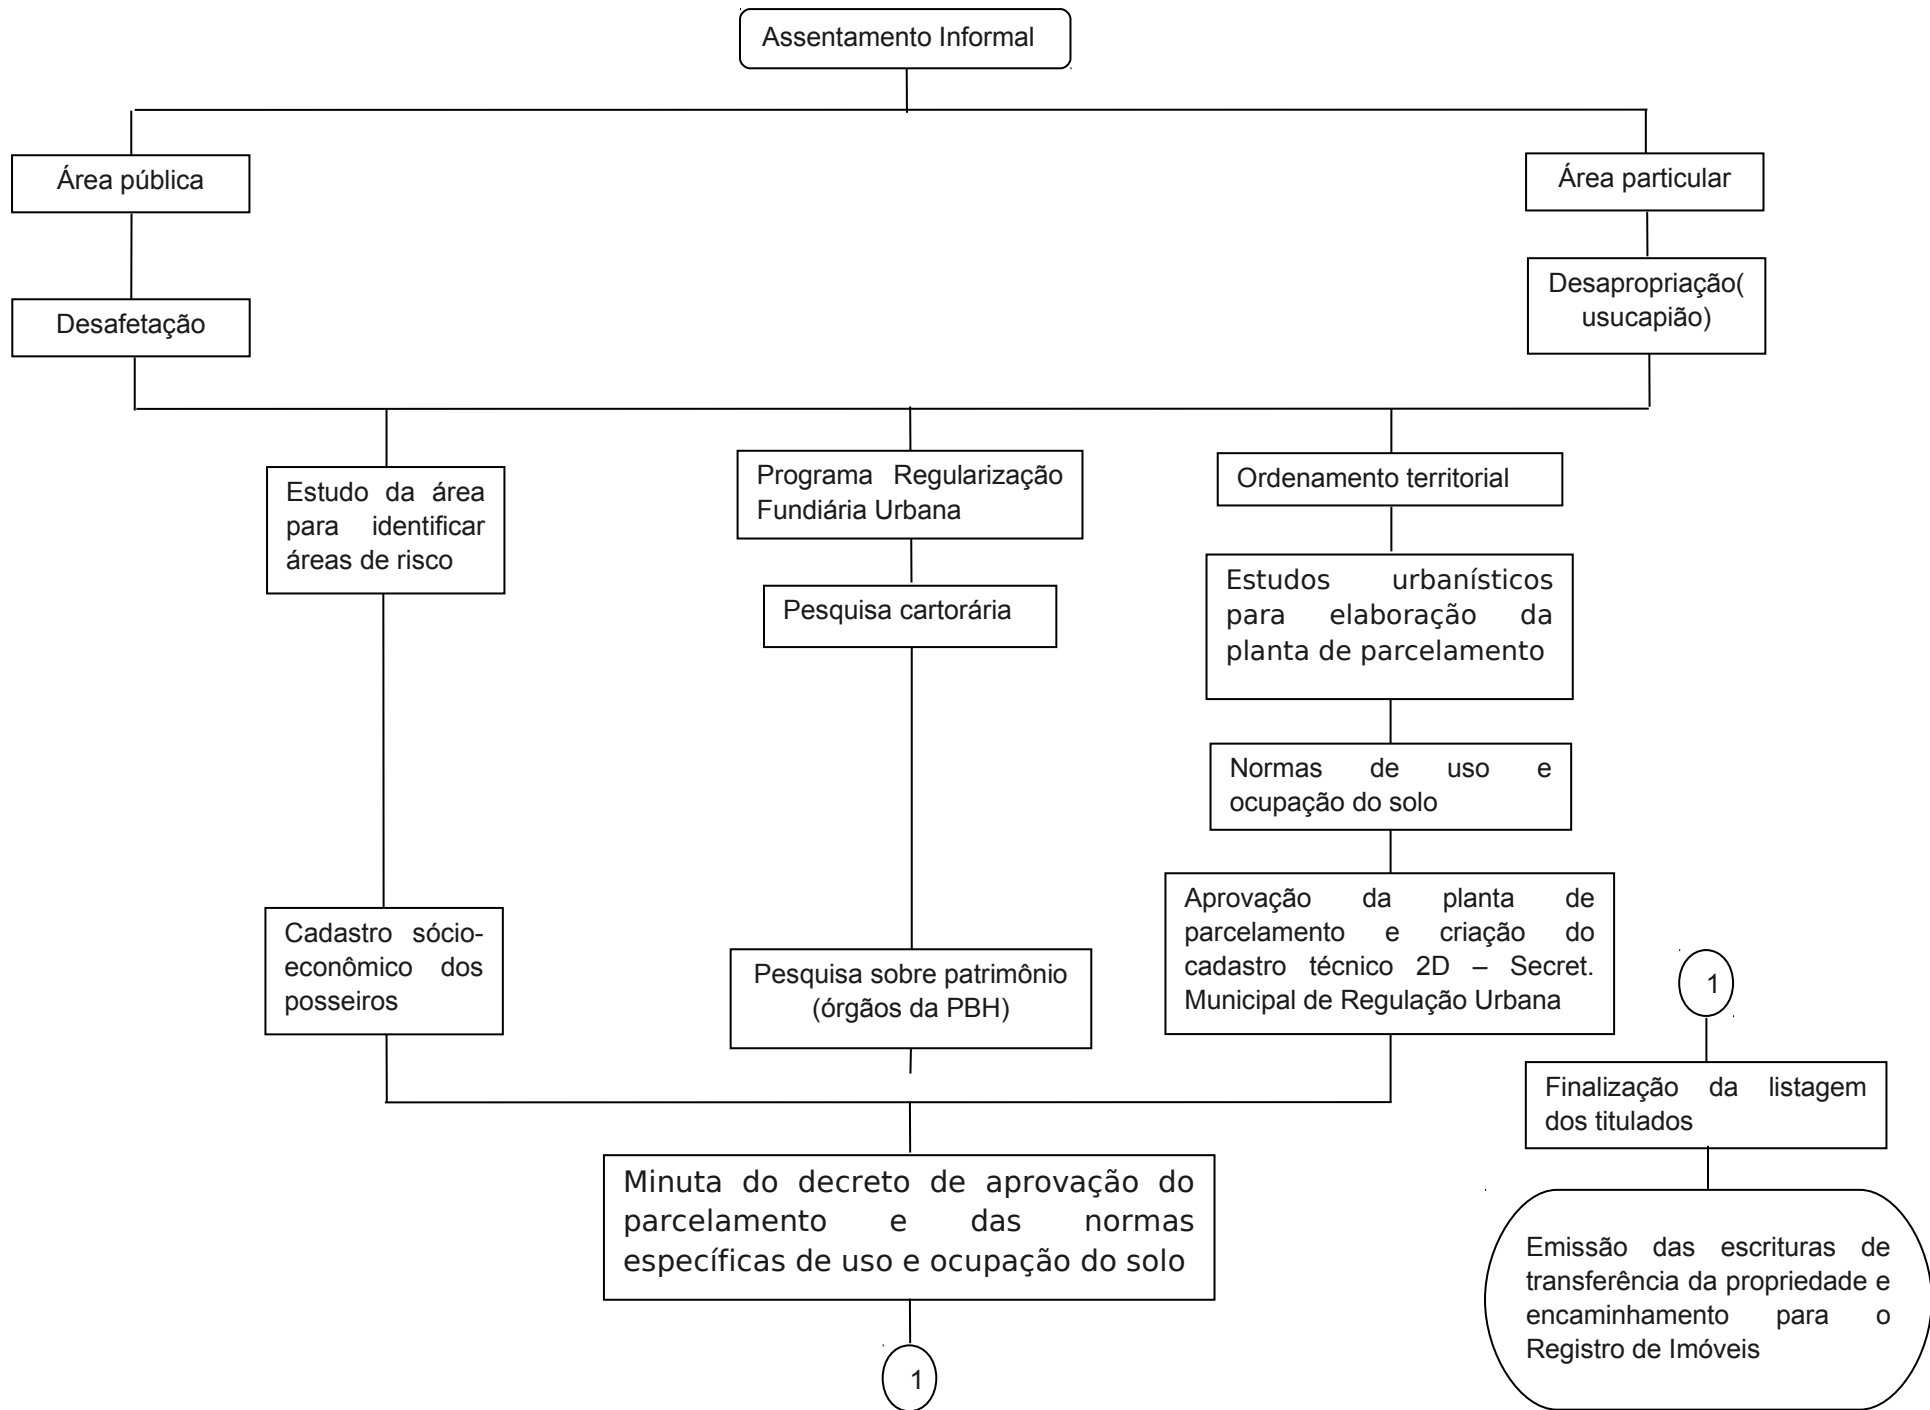 Assentamento Informal
Área pública
Área particular
Desafetação
Desapropriação(
usucapião)
Estudo da área
para identificar
áreas de risco
Programa Regularização
Fundiária Urbana
Ordenamento territorial
Pesquisa cartorária
Estudos urbanísticos
para elaboração da
planta de parcelamento
Normas de uso e
ocupação do solo
Cadastro sócio-
econômico dos
posseiros
Pesquisa sobre patrimônio
(órgãos da PBH)
Aprovação da planta de
parcelamento e criação do
cadastro técnico 2D – Secret.
Municipal de Regulação Urbana
Minuta do decreto de aprovação do
parcelamento e das normas
específicas de uso e ocupação do solo
1
1
Finalização da listagem
dos titulados
Emissão das escrituras de
transferência da propriedade e
encaminhamento para o
Registro de Imóveis